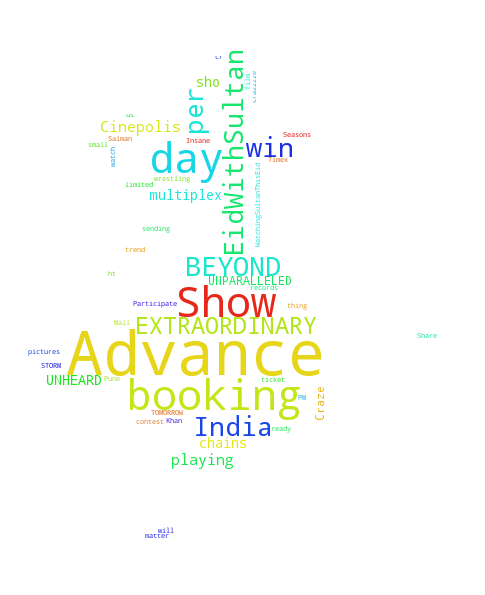 cr
film
crazzzze
sho
EidWithSultan
per
us
Cinepolis
Seasons
Salman
Insane
small
win
day
watch
Timex
wrestling
limited
multiplex
WatchingSultanThisEid
sending
trend
BEYOND
ht
UNPARALLELED
records
Show
Participate
thing
Mall
EXTRAORDINARY
Share
Advance
pictures
STORM
UNHEARD
Pune
ticket
booking
Craze
PM
TOMORROW
contest
Khan
India
ready
chains
playing
will
matter